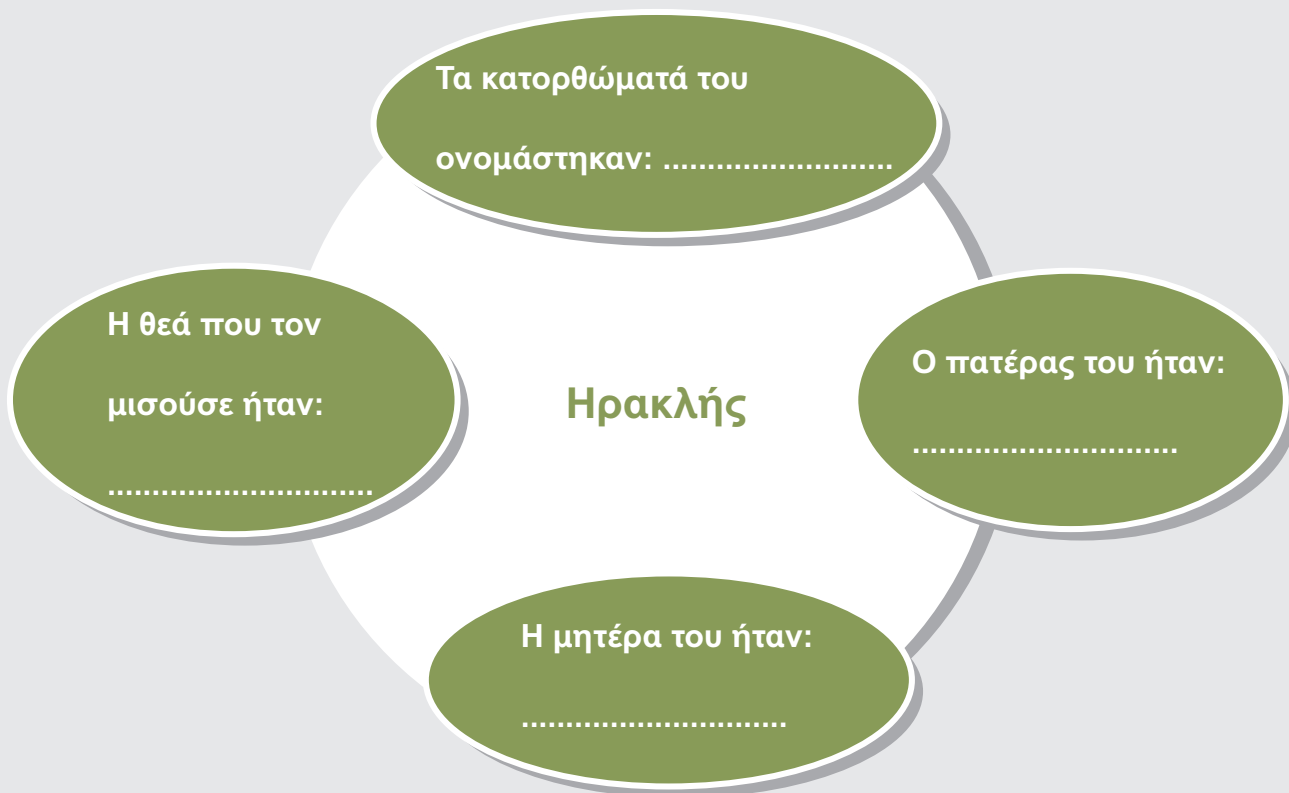 Τα κατορθώματά του
ονομάστηκαν: ..........................
Η θεά που τον
μισούσε ήταν:
..............................
Ηρακλής
Ο πατέρας του ήταν:
..............................
Η μητέρα του ήταν:
..............................